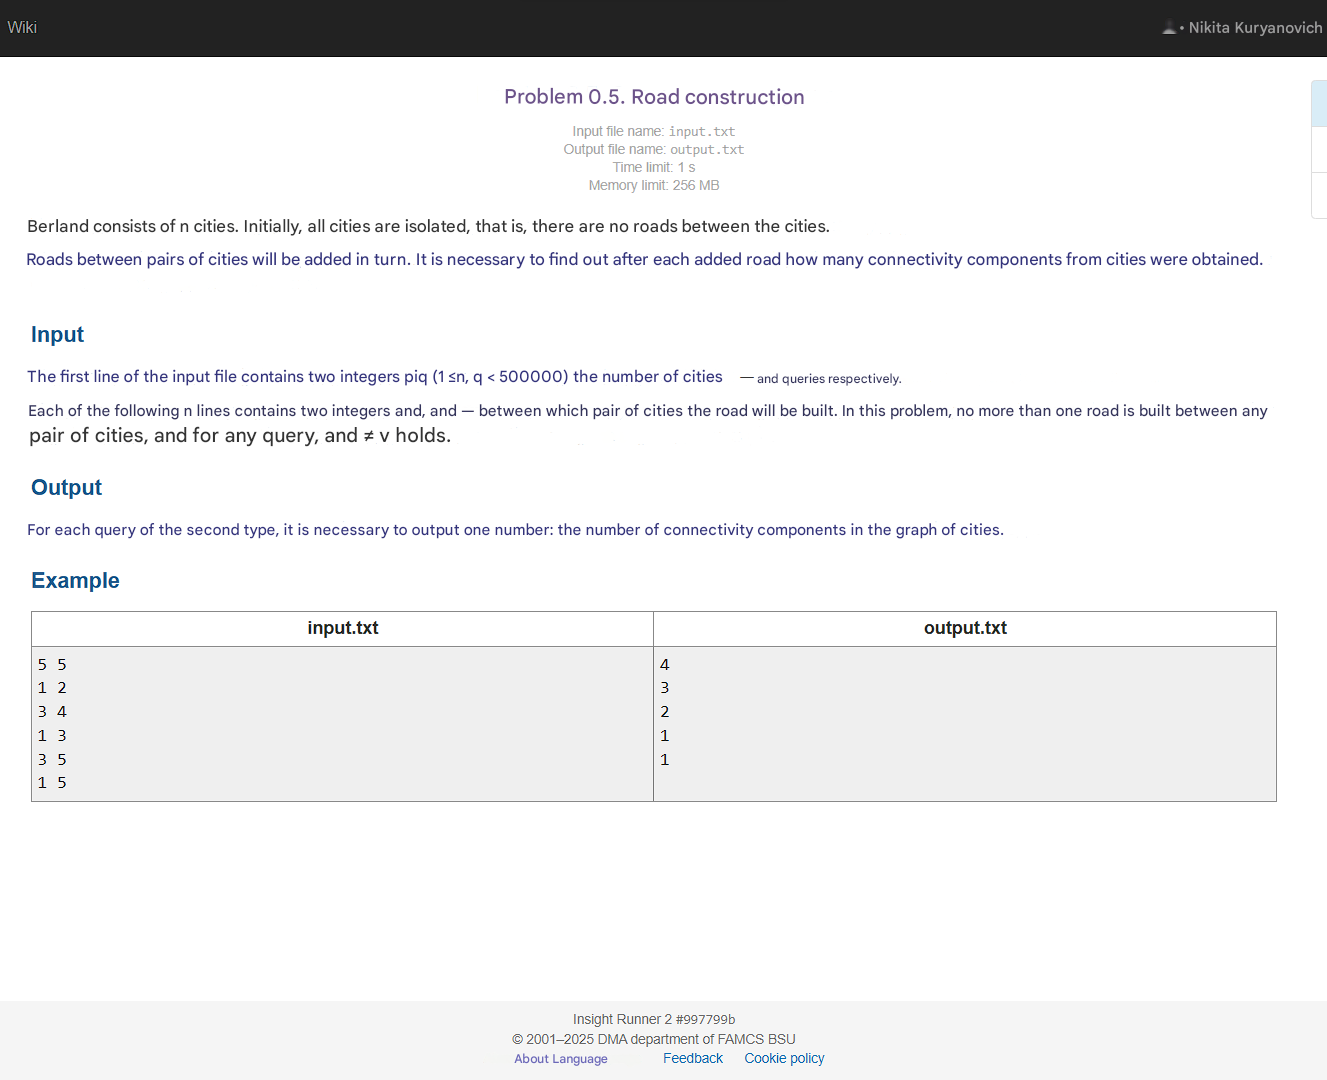 Wiki
• Nikita Kuryanovich
Problem 0.5. Road construction
Input file name: input.txt
Output file name: output.txt
Time limit: 1 s
Memory limit: 256 MB
Berland consists of n cities. Initially, all cities are isolated, that is, there are no roads between the cities.
Roads between pairs of cities will be added in turn. It is necessary to find out after each added road how many connectivity components from cities were obtained.
Input
The first line of the input file contains two integers piq (1 ≤n, q < 500000) the number of cities — and queries respectively.
Each of the following n lines contains two integers and, and — between which pair of cities the road will be built. In this problem, no more than one road is built between any
pair of cities, and for any query, and ≠ v holds.
Output
For each query of the second type, it is necessary to output one number: the number of connectivity components in the graph of cities.
Example
input.txt output.txt
5 5 4
1 2 3
3 4 2
1 3 1
3 5 1
1 5
Insight Runner 2 #997799b
© 2001–2025 DMA department of FAMCS BSU
About Language Feedback Cookie policy